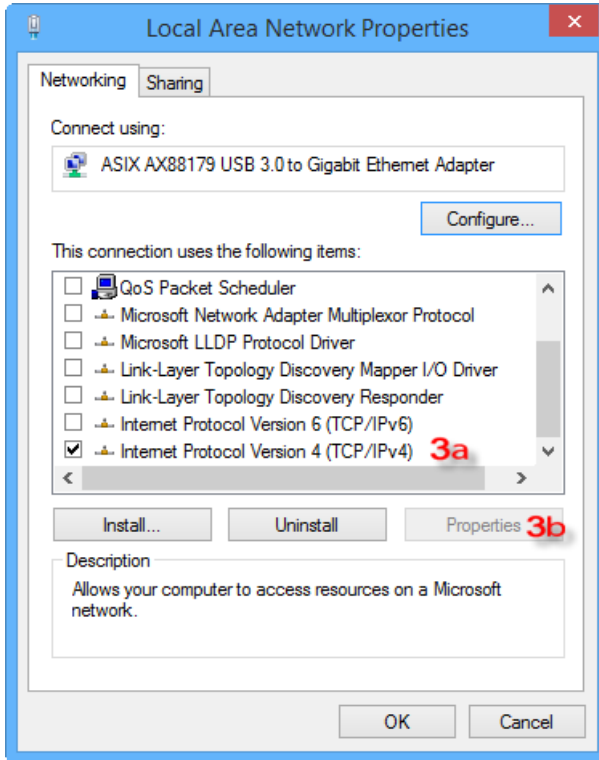 Local Area Network Properties
Networking
Sharing
Connect using:
ASIX AX88179 USB 3.0 to Gigabit Ethernet Adapter
Configure...
This connection uses the following items:
QoS Packet Scheduler
Microsoft Network Adapter Multiplexor Protocol
Microsoft LLDP Protocol Driver
Link-Layer Topology Discovery Mapper I/O Driver
Link-Layer Topology Discovery Responder
Internet Protocol Version 6 (TCP/IPv6)
Internet Protocol Version 4 (TCP/IPv4) 3a
Install... Uninstall Properties 3b
Description
Allows your computer to access resources on a Microsoft
network.
OK Cancel